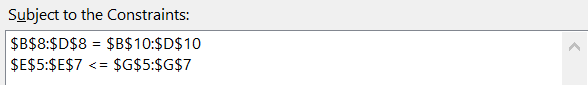 Subject to the Constraints:
$B$8:$D$8 = $B$10:$D$10
$E$5:$E$7 <= $G$5:$G$7